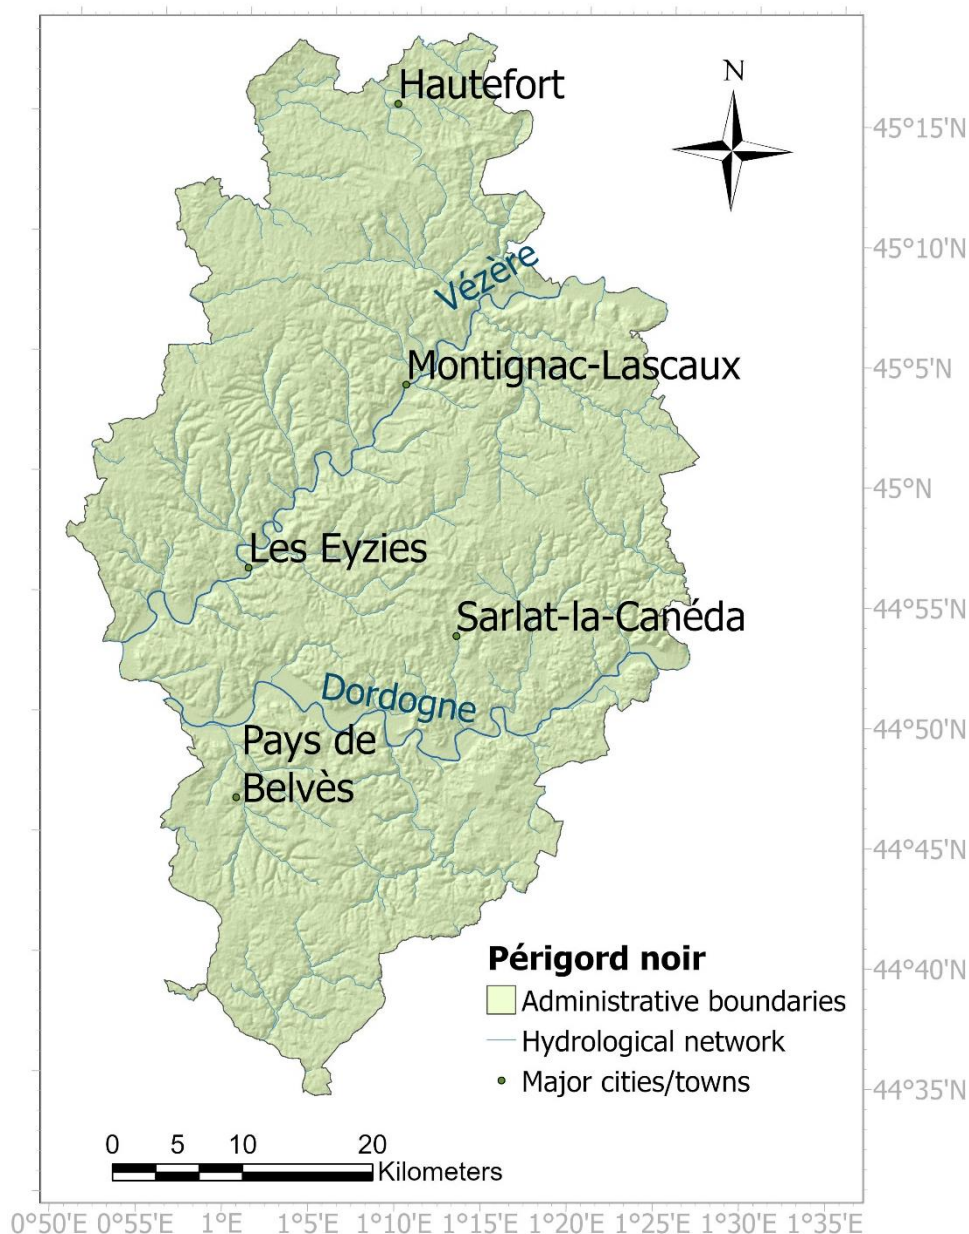 Hautefort
N
45°15'N
45°10'N
Vézère
Montignac-Lascaux
45°5'N
45°N
Les Eyzies
Sarlat-la-Canéda
44°55'N
Dordogne
44°50'N
Pays de
Belvès
44°45'N
Périgord noir
44°40'N
Administrative boundaries
Hydrological network
Major cities/towns
44°35'N
0 5 10 20
Kilometers
0°50'E 0°55'E 1°E 1°5'E 1°10'E 1°15'E 1°20'E 1°25'E 1°30'E 1°35'E